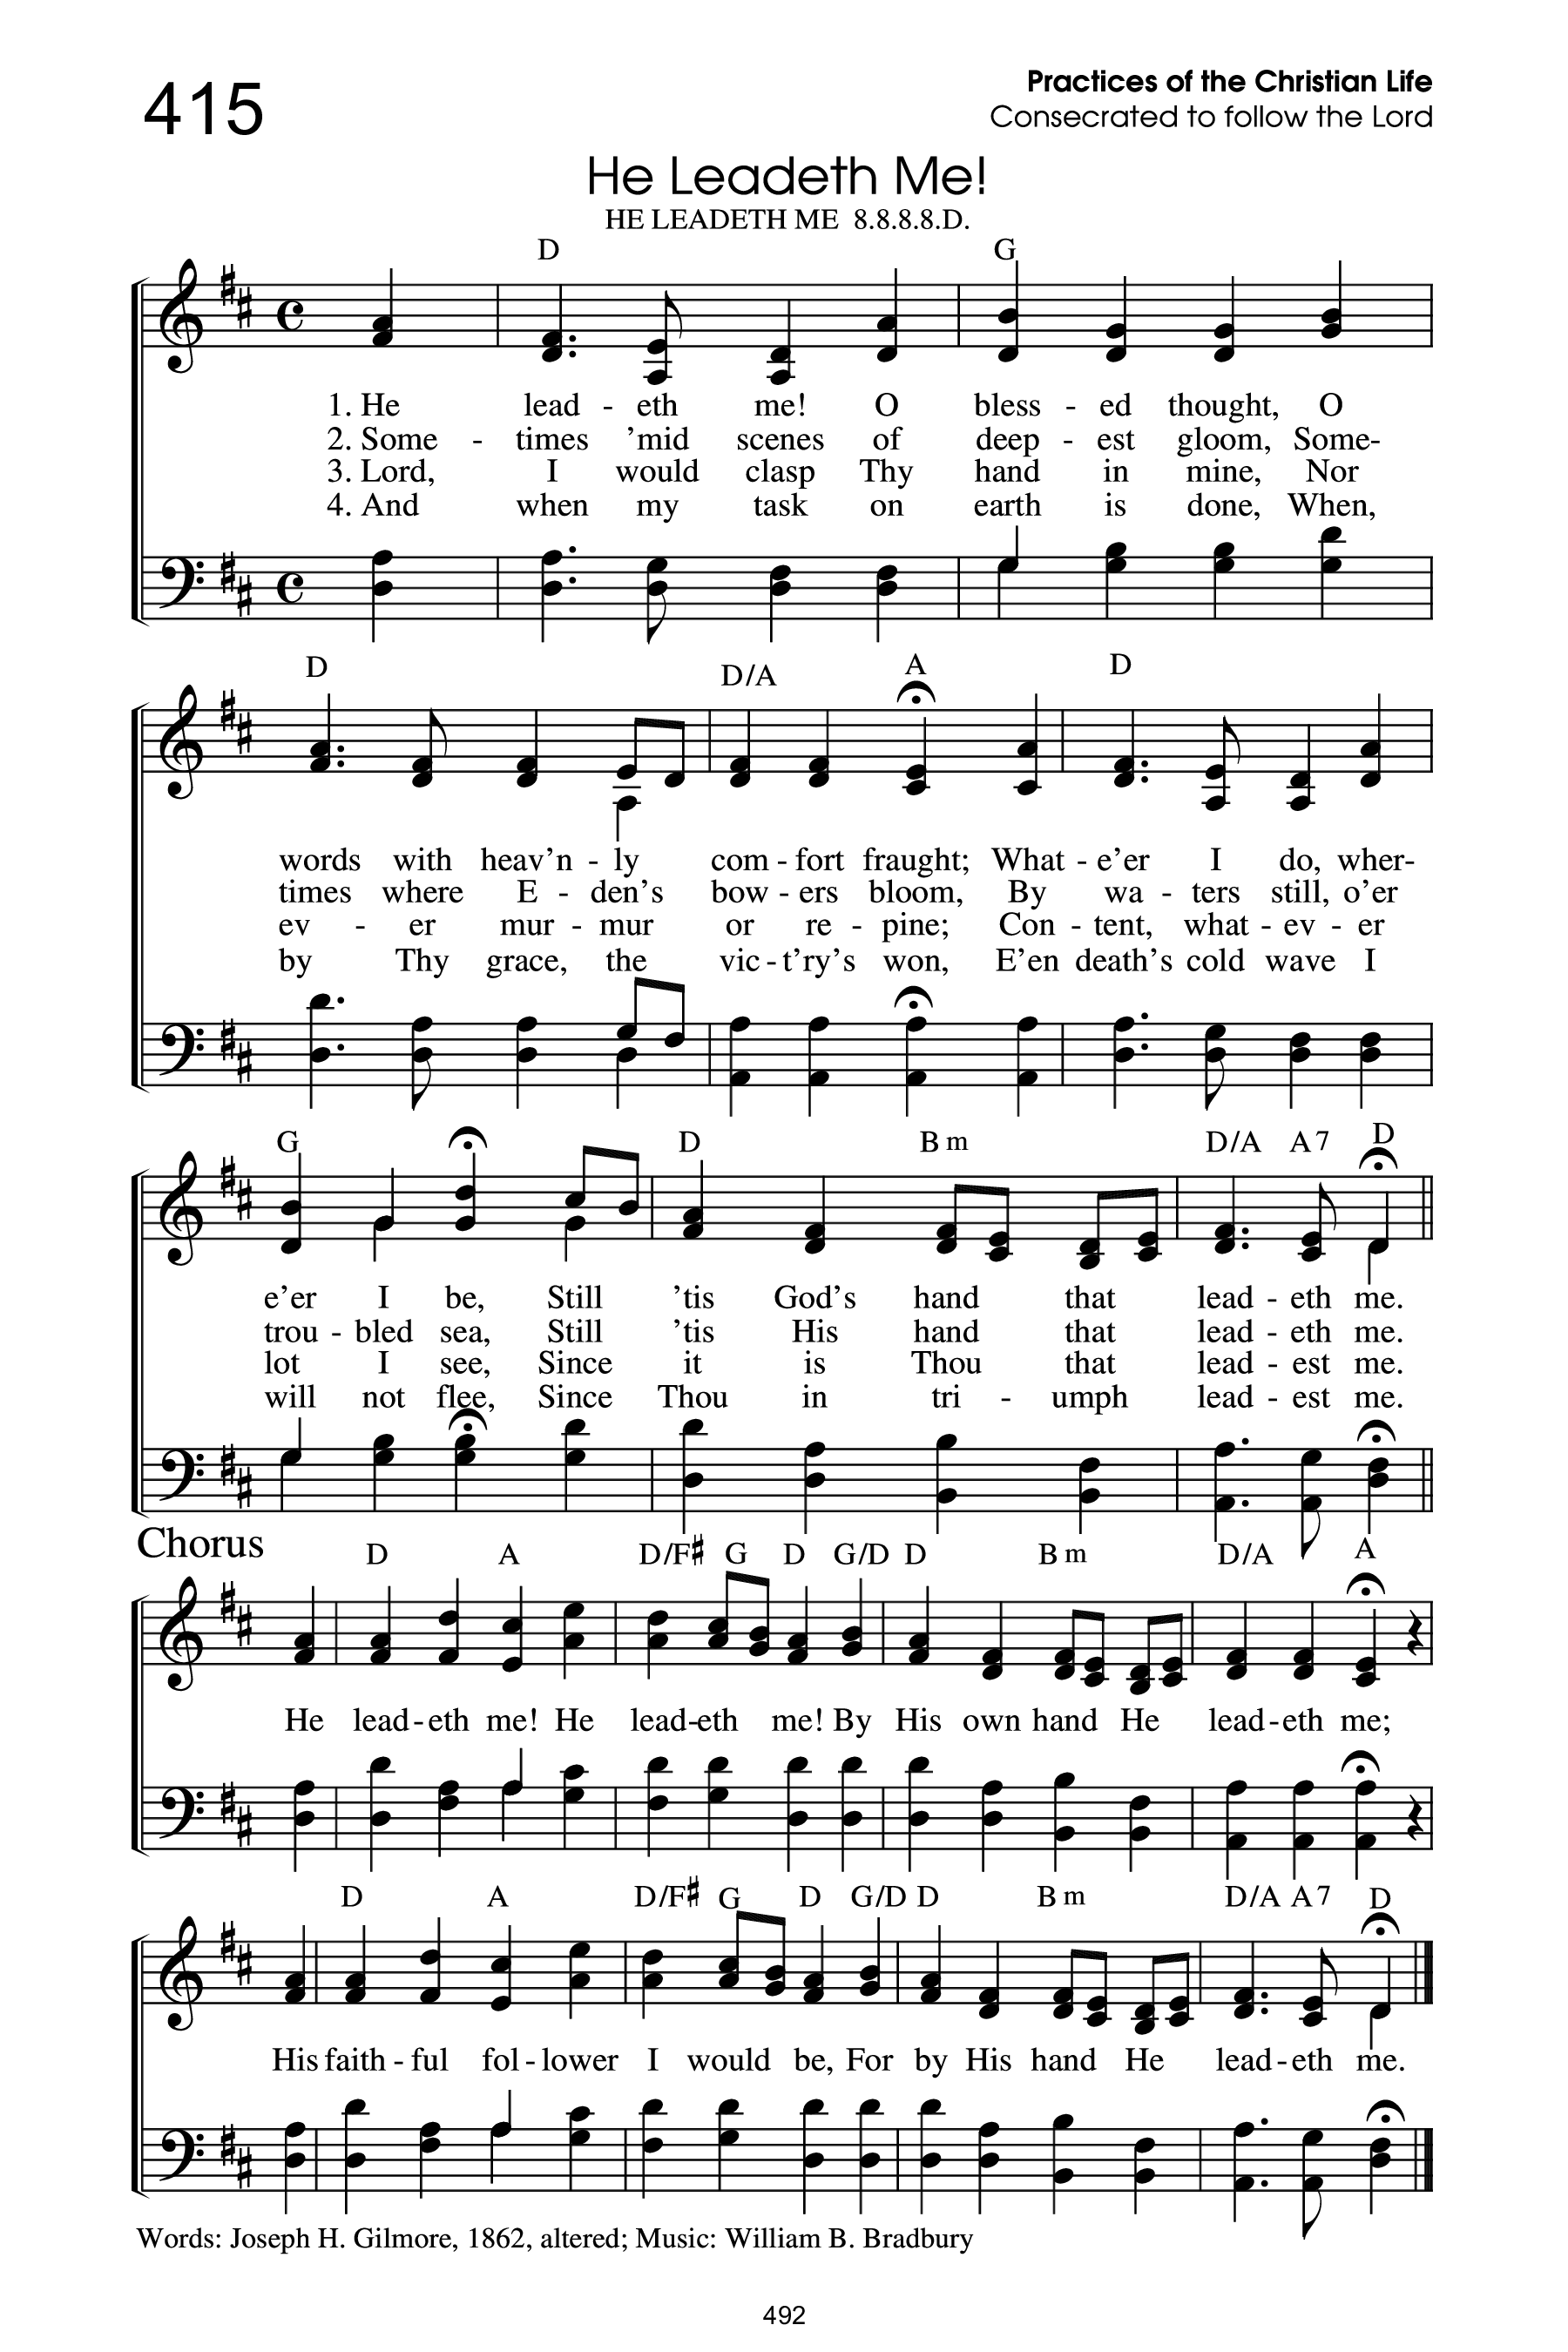 415
Practices of the Christian Life
Consecrated to follow the Lord
He Leadeth Me!
HE LEADETH ME 8.8.8.8.D.
D G
1. He lead - eth me! O bless - ed thought, O
2. Some - times ’mid scenes of deep - est gloom, Some-
3. Lord, I would clasp Thy hand in mine, Nor
4. And when my task on earth is done, When,
D D/A A D
words with heav’n - ly com - fort fraught; What - e’er I do, wher-
times where E - den’s bow - ers bloom, By wa - ters still, o’er
ev - er mur - mur or re - pine; Con - tent, what - ev - er
by Thy grace, the vic - t’ry’s won, E’en death’s cold wave I
G D Bm D/A A7 D
e’er I be, Still ’tis God’s hand that lead - eth me.
trou - bled sea, Still ’tis His hand that lead - eth me.
lot I see, Since it is Thou that lead - est me.
will not flee, Since Thou in tri - umph lead - est me.
Chorus
D A D/F♯ G D G/D D Bm D/A A
He lead - eth me! He lead - eth me! By His own hand He lead - eth me;
D A D/F♯ G D G/D D Bm D/A A7 D
His faith - ful fol - lower I would be, For by His hand He lead - eth me.
Words: Joseph H. Gilmore, 1862, altered; Music: William B. Bradbury
492